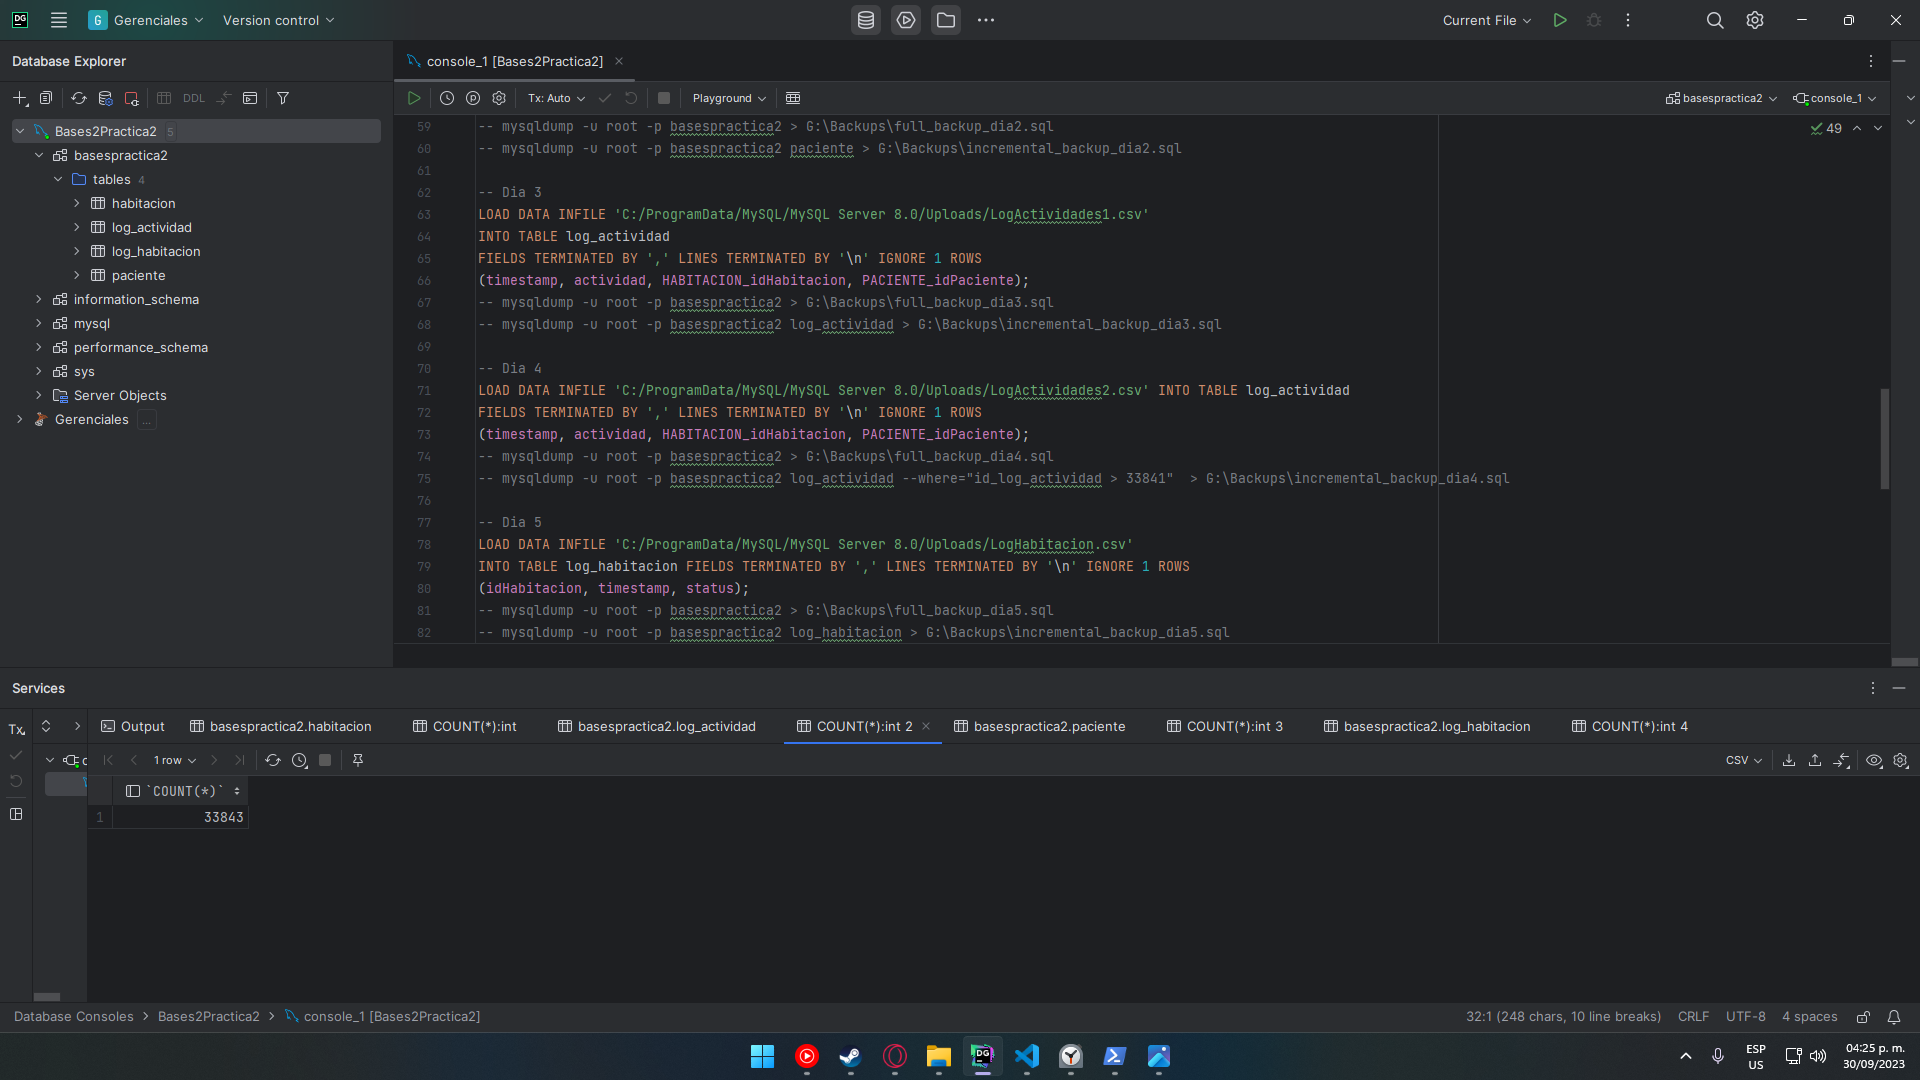 DG
G Gerenciales
Version control
Current File
Database Explorer
console_1 [Bases2Practica2]
DDL
Tx: Auto
Playground
basespractica2
console_1
Bases2Practica2 5
basespractica2
tables 4
habitacion
log_actividad
log_habitacion
paciente
information_schema
mysql
performance_schema
sys
Server Objects
Gerenciales ...
49
59 -- mysqldump -u root -p basespractica2 > G:\Backups\full_backup_dia2.sql
60 -- mysqldump -u root -p basespractica2 paciente > G:\Backups\incremental_backup_dia2.sql
61
62 -- Dia 3
63 LOAD DATA INFILE 'C:/ProgramData/MySQL/MySQL Server 8.0/Uploads/LogActividades1.csv'
64 INTO TABLE log_actividad
65 FIELDS TERMINATED BY ',' LINES TERMINATED BY '\n' IGNORE 1 ROWS
66 (timestamp, actividad, HABITACION_idHabitacion, PACIENTE_idPaciente);
67 -- mysqldump -u root -p basespractica2 > G:\Backups\full_backup_dia3.sql
68 -- mysqldump -u root -p basespractica2 log_actividad > G:\Backups\incremental_backup_dia3.sql
69
70 -- Dia 4
71 LOAD DATA INFILE 'C:/ProgramData/MySQL/MySQL Server 8.0/Uploads/LogActividades2.csv' INTO TABLE log_actividad
72 FIELDS TERMINATED BY ',' LINES TERMINATED BY '\n' IGNORE 1 ROWS
73 (timestamp, actividad, HABITACION_idHabitacion, PACIENTE_idPaciente);
74 -- mysqldump -u root -p basespractica2 > G:\Backups\full_backup_dia4.sql
75 -- mysqldump -u root -p basespractica2 log_actividad --where="id_log_actividad > 33841"  > G:\Backups\incremental_backup_dia4.sql
76
77 -- Dia 5
78 LOAD DATA INFILE 'C:/ProgramData/MySQL/MySQL Server 8.0/Uploads/LogHabitacion.csv'
79 INTO TABLE log_habitacion FIELDS TERMINATED BY ',' LINES TERMINATED BY '\n' IGNORE 1 ROWS
80 (idHabitacion, timestamp, status);
81 -- mysqldump -u root -p basespractica2 > G:\Backups\full_backup_dia5.sql
82 -- mysqldump -u root -p basespractica2 log_habitacion > G:\Backups\incremental_backup_dia5.sql
Services
Tx
Output
basespractica2.habitacion
COUNT(*):int
basespractica2.log_actividad
COUNT(*):int 2
basespractica2.paciente
COUNT(*):int 3
basespractica2.log_habitacion
COUNT(*):int 4
c
1 row
CSV
`COUNT(*)`
1 33843
Database Consoles > Bases2Practica2 > console_1 [Bases2Practica2]
32:1 (248 chars, 10 line breaks)
CRLF
UTF-8
4 spaces
DG
ESP
US
04:25 p. m.
30/09/2023